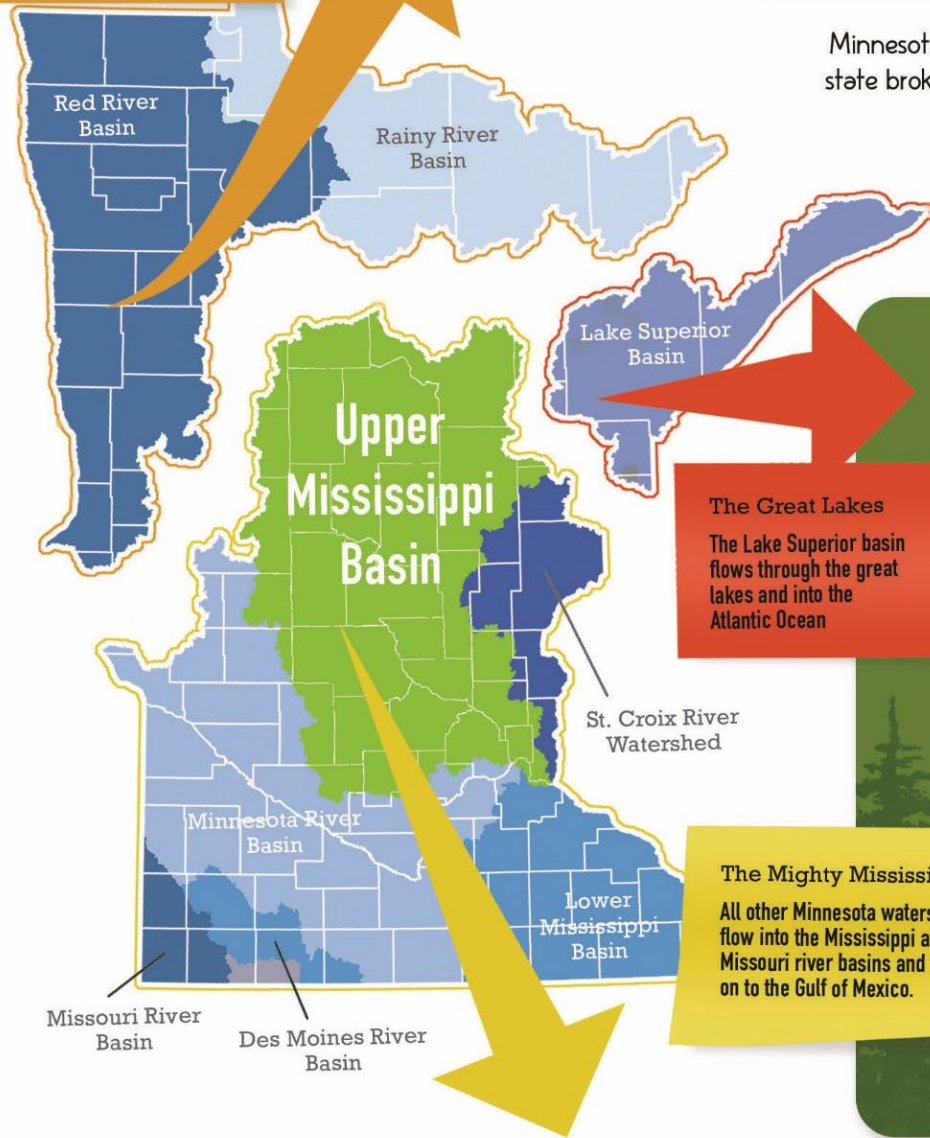 Minnesot
state brok
Red River
Basin
Rainy River
Basin
Lake Superior
Basin
Upper
Mississippi
Basin
The Great Lakes
The Lake Superior basin
flows through the great
lakes and into the
Atlantic Ocean
St. Croix River
Watershed
Minnesota River
Basin
The Mighty Mississi
All other Minnesota waters
flow into the Mississippi a
Missouri river basins and
on to the Gulf of Mexico.
Lower
Mississippi
Basin
Missouri River
Basin
Des Moines River
Basin